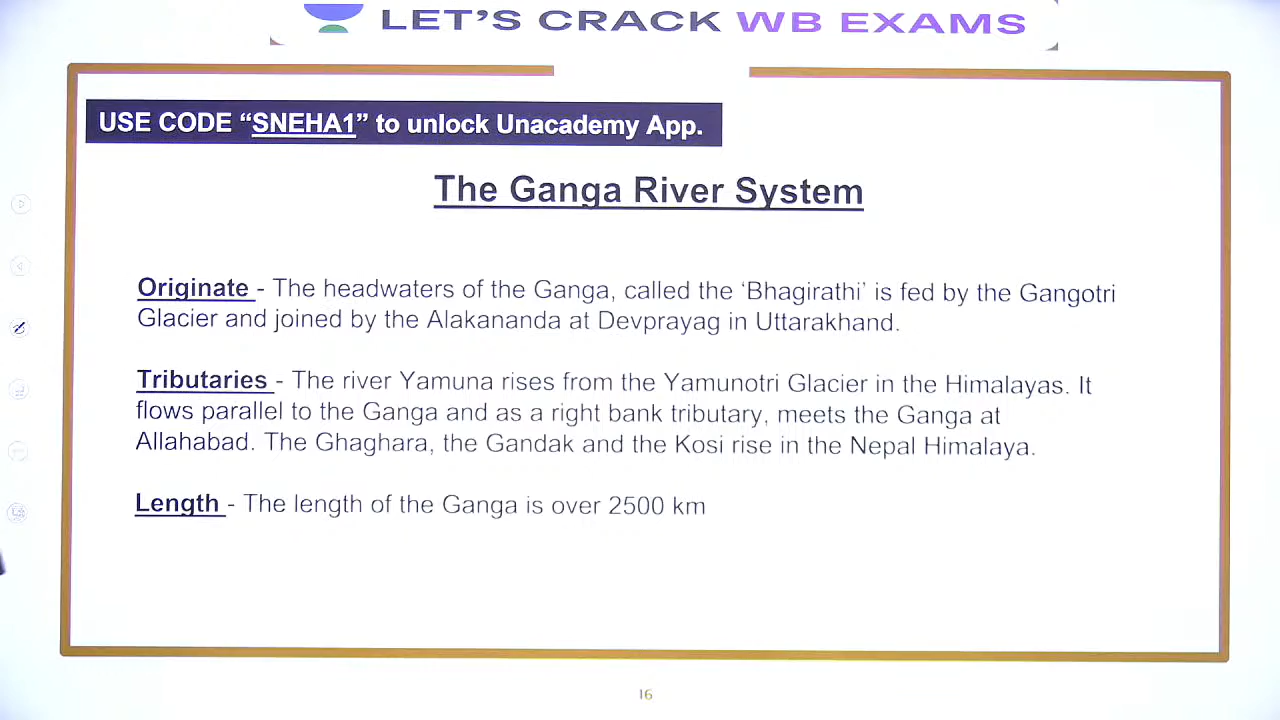 LET'S CRACK WB EXAMS
USE CODE “SNEHA1” to unlock Unacademy App.
The Ganga River System
Originate - The headwaters of the Ganga, called the ‘Bhagirathi’ is fed by the Gangotri
Glacier and joined by the Alakananda at Devprayag in Uttarakhand.
Tributaries - The river Yamuna rises from the Yamunotri Glacier in the Himalayas. It
flows parallel to the Ganga and as a right bank tributary, meets the Ganga at
Allahabad. The Ghaghara, the Gandak and the Kosi rise in the Nepal Himalaya.
Length - The length of the Ganga is over 2500 km
16